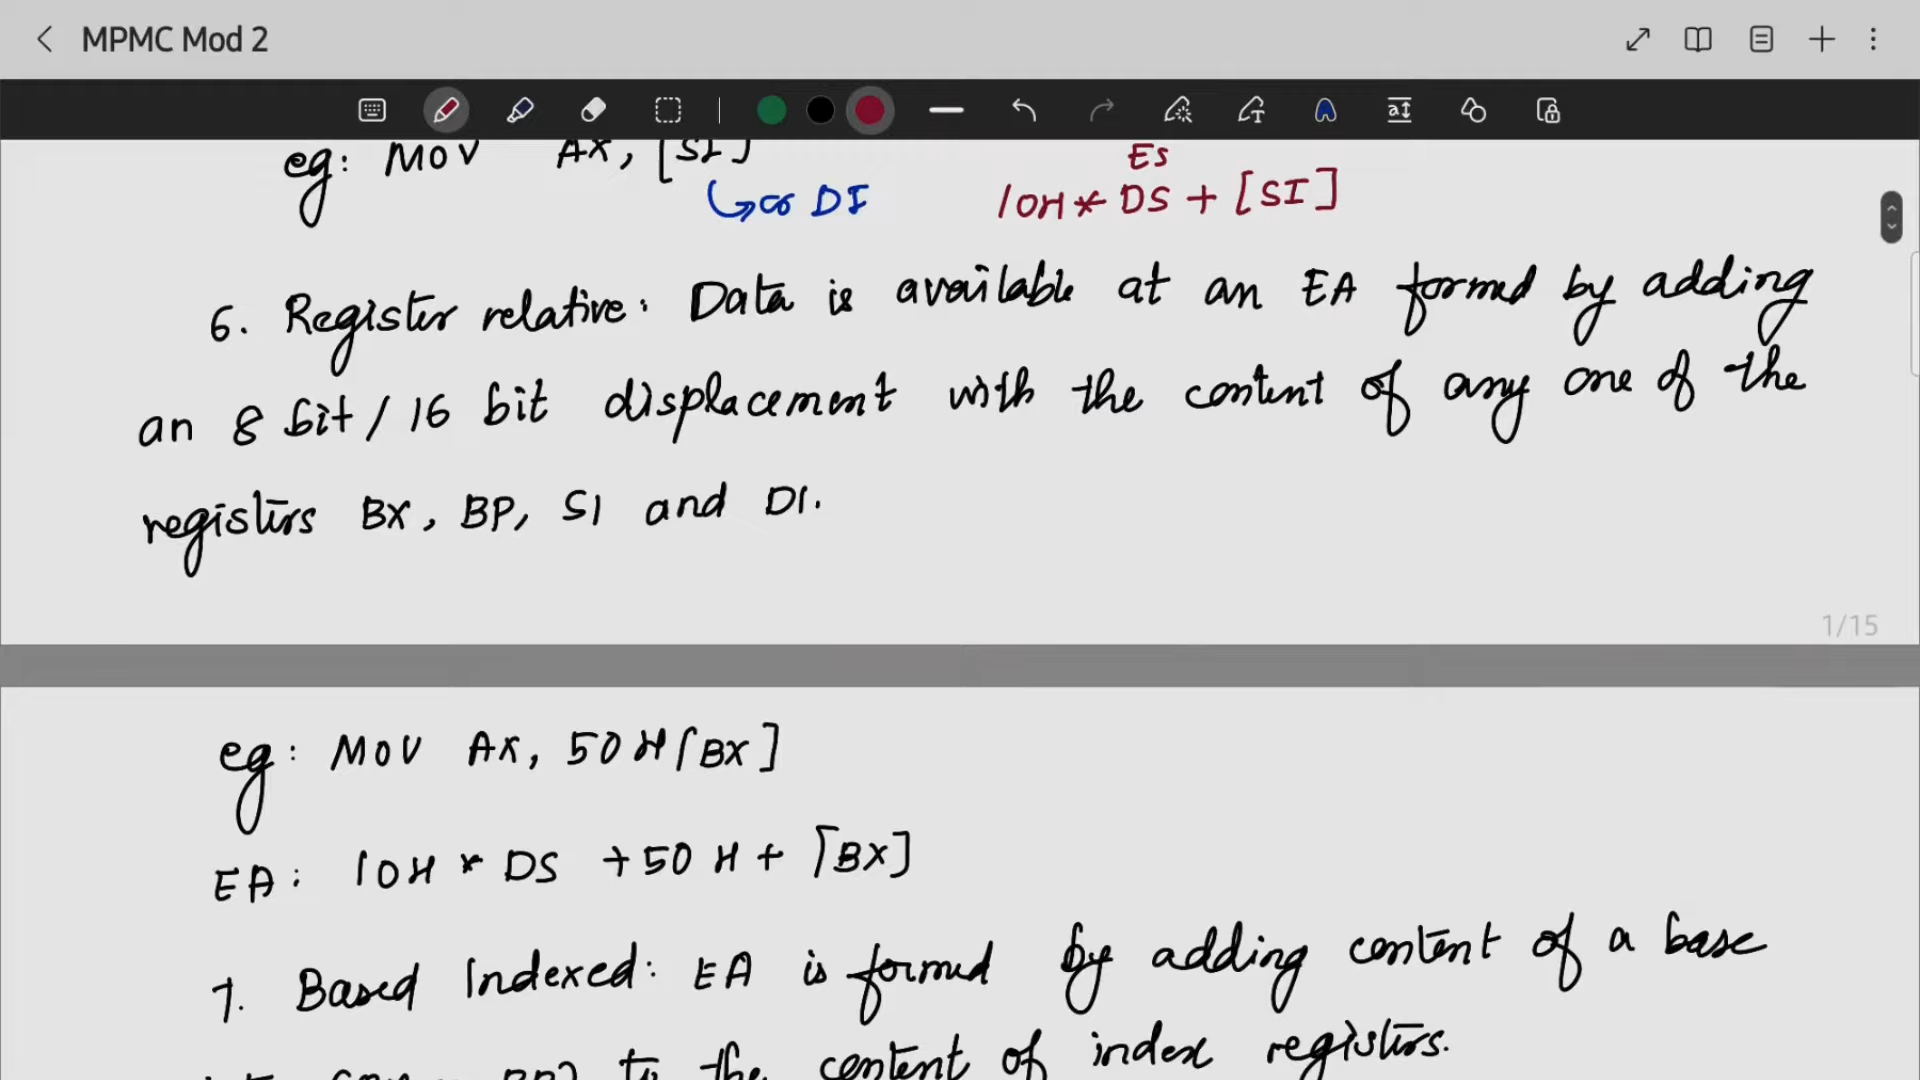 MPMC Mod 2
eg: MOV AX, [SI]
ES
↳ or DI 10H * DS + [SI]
6. Register relative: Data is available at an EA formed by adding
an 8 bit / 16 bit displacement with the content of any one of the
registers BX, BP, SI and DI.
1/15
eg: MOV AX, 50H[BX]
EA: 10H * DS + 50H + [BX]
7. Based Indexed: EA is formed by adding content of a base
to the content of index registers.